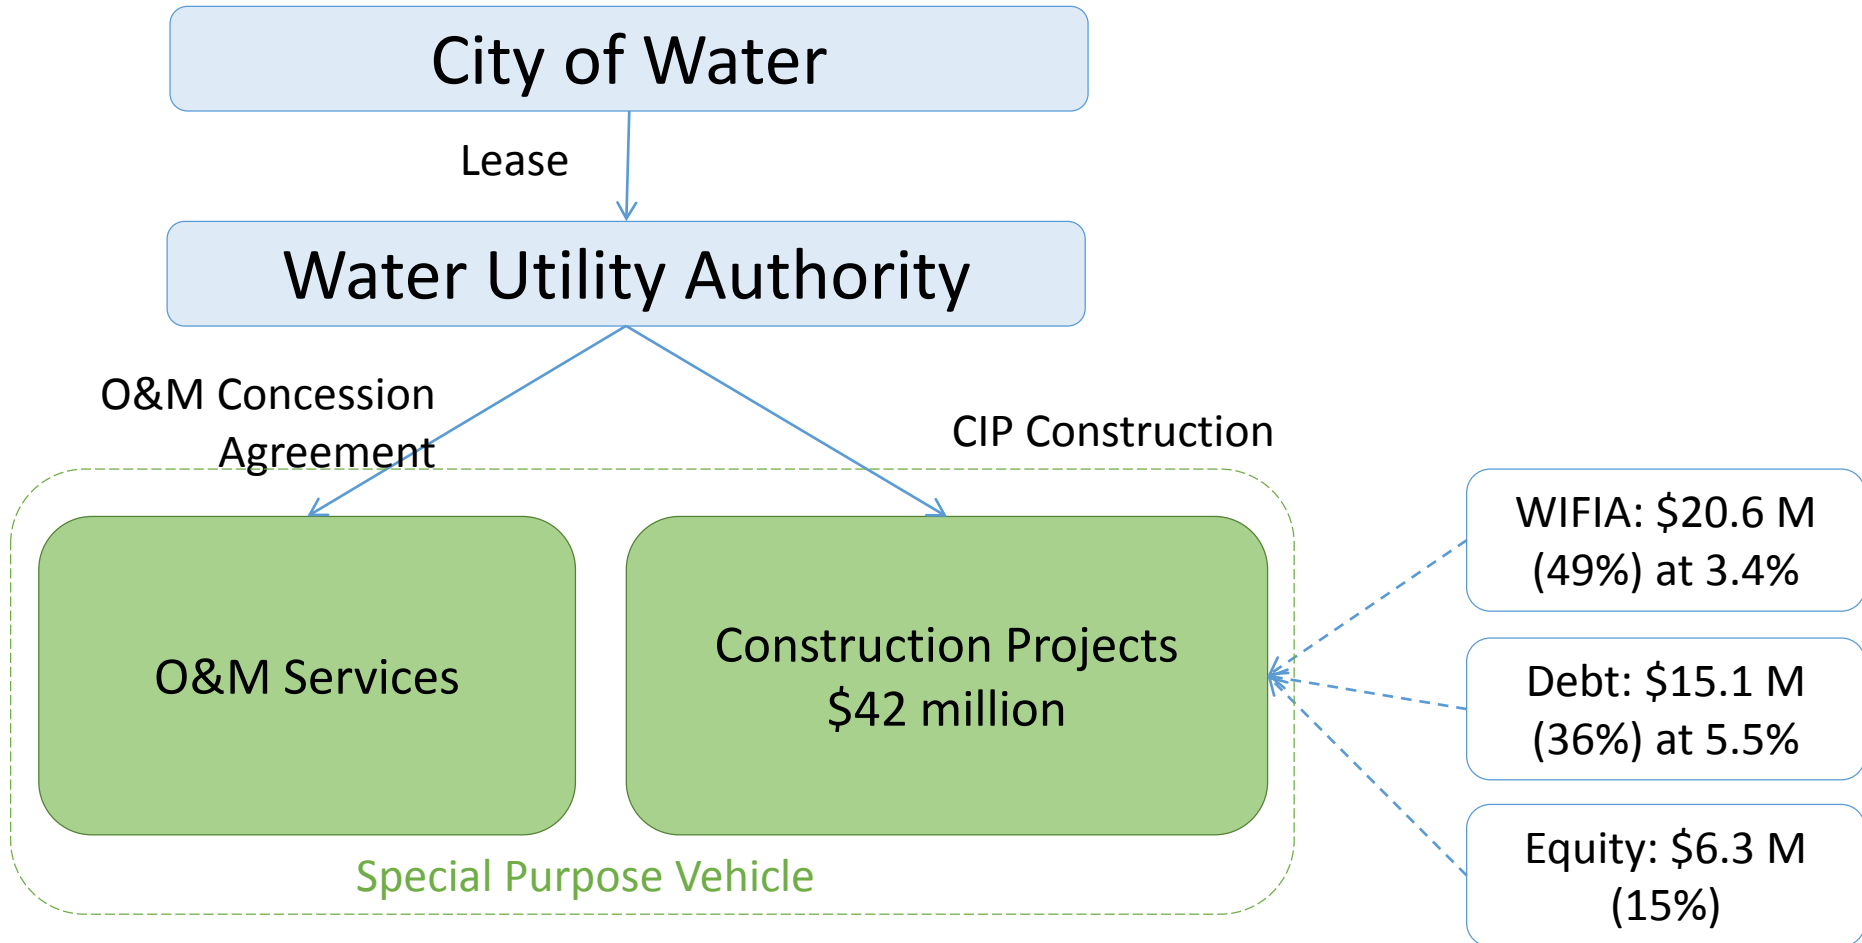 City of Water
Lease
Water Utility Authority
O&M Concession
Agreement
CIP Construction
O&M Services
Construction Projects
$42 million
Special Purpose Vehicle
WIFIA: $20.6 M
(49%) at 3.4%
Debt: $15.1 M
(36%) at 5.5%
Equity: $6.3 M
(15%)